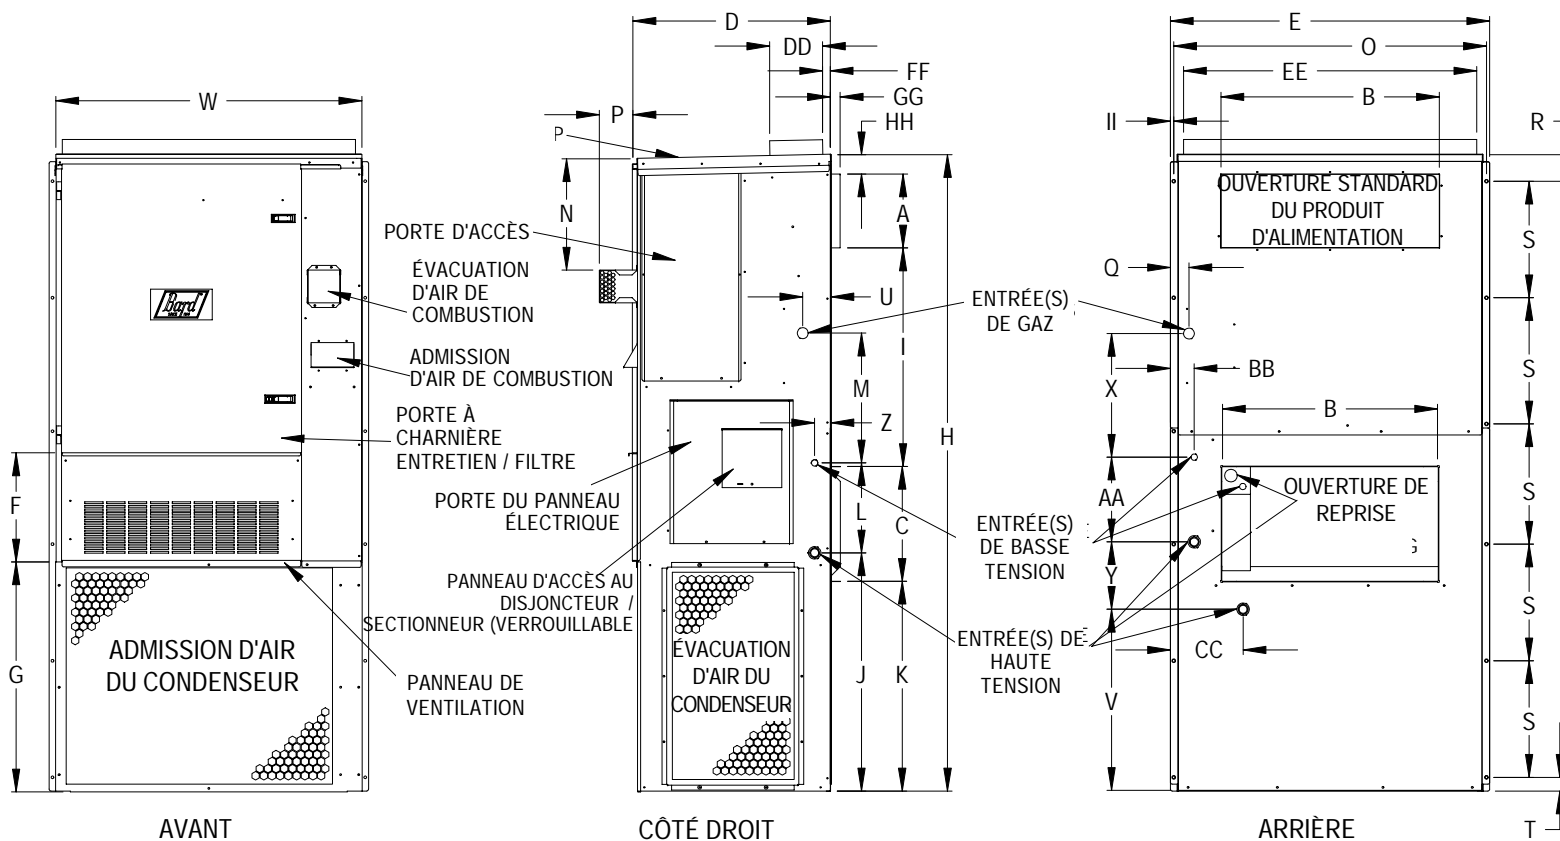 D
E
DD
O
FF
EE
W
GG
B
P
II
HH
R
P
OUVERTURE STANDARD
DU PRODUIT
D'ALIMENTATION
N
A
S
PORTE D'ACCÈS
Q
ÉVACUATION
D'AIR DE
COMBUSTION
U
ENTRÉE(S)
DE GAZ
Bard
I
ADMISSION
D'AIR DE COMBUSTION
M
X
BB
S
PORTE À
CHARNIÈRE
ENTRETIEN / FILTRE
Z
H
B
F
PORTE DU PANNEAU
ÉLECTRIQUE
L
C
AA
S
OUVERTURE DE
REPRISE
ENTRÉE(S)
DE BASSE
TENSION
G
Y
PANNEAU D'ACCÈS AU
DISJONCTEUR /
SECTIONNEUR (VERROUILLABLE
S
ADMISSION D'AIR
DU CONDENSEUR
G
PANNEAU DE
VENTILATION
ÉVACUATION
D'AIR DU
CONDENSEUR
J
K
ENTRÉE(S) DE
HAUTE
TENSION
CC
V
S
AVANT
CÔTÉ DROIT
ARRIÈRE
T